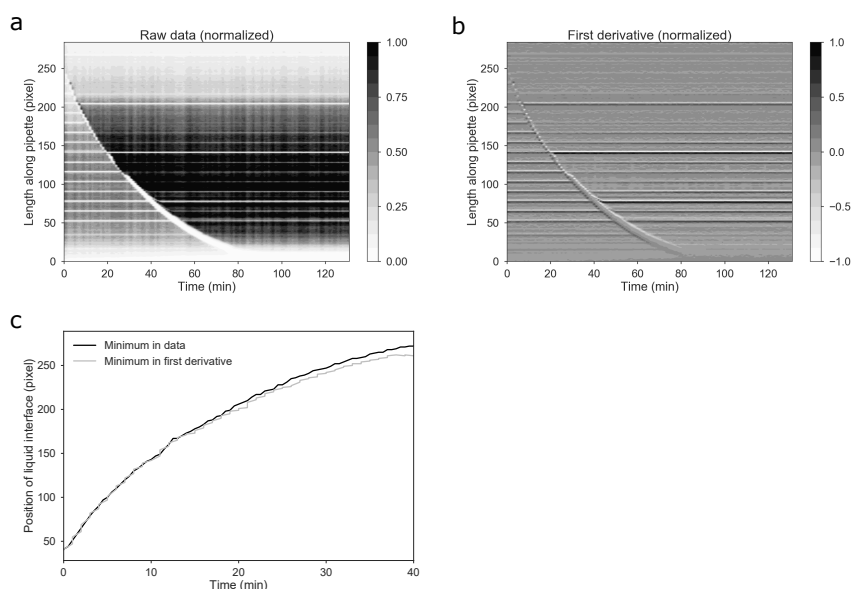 a
Raw data (normalized)
Length along pipette (pixel)
250
200
150
100
50
0
0 20 40 60 80 100 120
Time (min)
1.00
0.75
0.50
0.25
0.00
b
First derivative (normalized)
Length along pipette (pixel)
250
200
150
100
50
0
0 20 40 60 80 100 120
Time (min)
1.0
0.5
0.0
−0.5
−1.0
c
Position of liquid interface (pixel)
Minimum in data
Minimum in first derivative
250
200
150
100
50
0 10 20 30 40
Time (min)